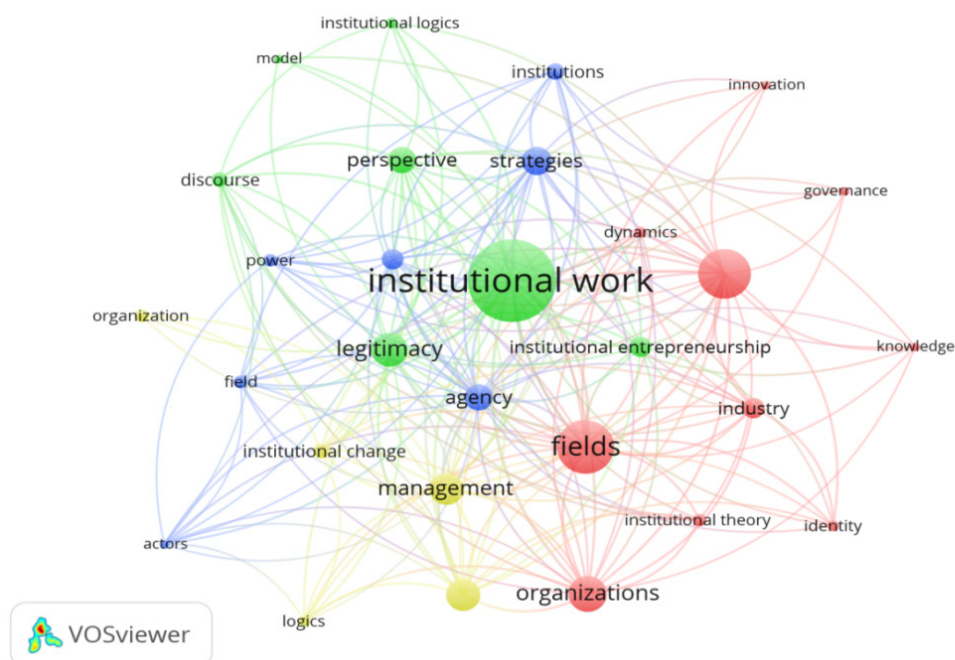 institutional logics
model
institutions
innovation
perspective
strategies
discourse
governance
dynamics
power
institutional work
organization
legitimacy
institutional entrepreneurship
knowledge
field
agency
industry
institutional change
fields
management
institutional theory
identity
actors
organizations
logics
VOSviewer